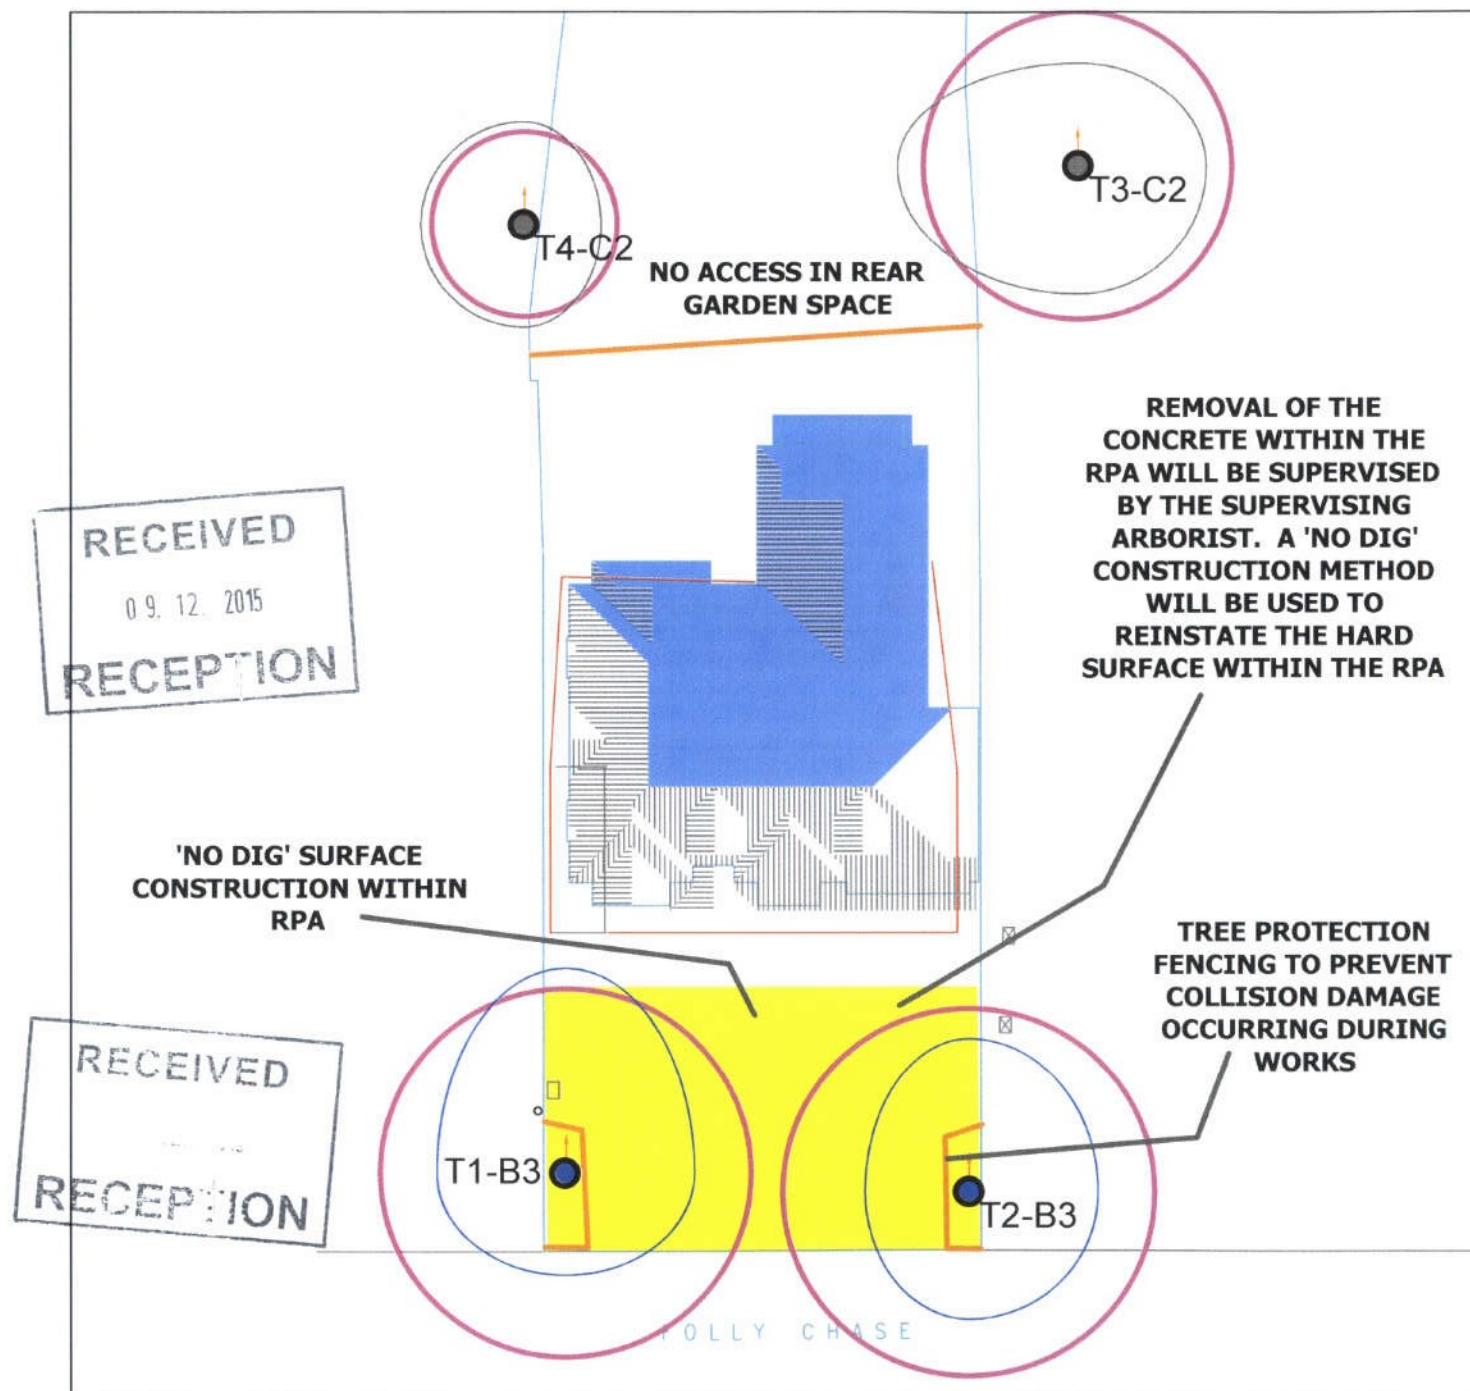 T3-C2
T4-C2
NO ACCESS IN REAR
GARDEN SPACE
REMOVAL OF THE
CONCRETE WITHIN THE
RPA WILL BE SUPERVISED
BY THE SUPERVISING
ARBORIST. A 'NO DIG'
CONSTRUCTION METHOD
WILL BE USED TO
REINSTATE THE HARD
SURFACE WITHIN THE RPA
RECEIVED
09. 12. 2015
RECEPTION
'NO DIG' SURFACE
CONSTRUCTION WITHIN
RPA
TREE PROTECTION
FENCING TO PREVENT
COLLISION DAMAGE
OCCURRING DURING
WORKS
RECEIVED
RECEPTION
T1-B3
T2-B3
FOLLY CHASE